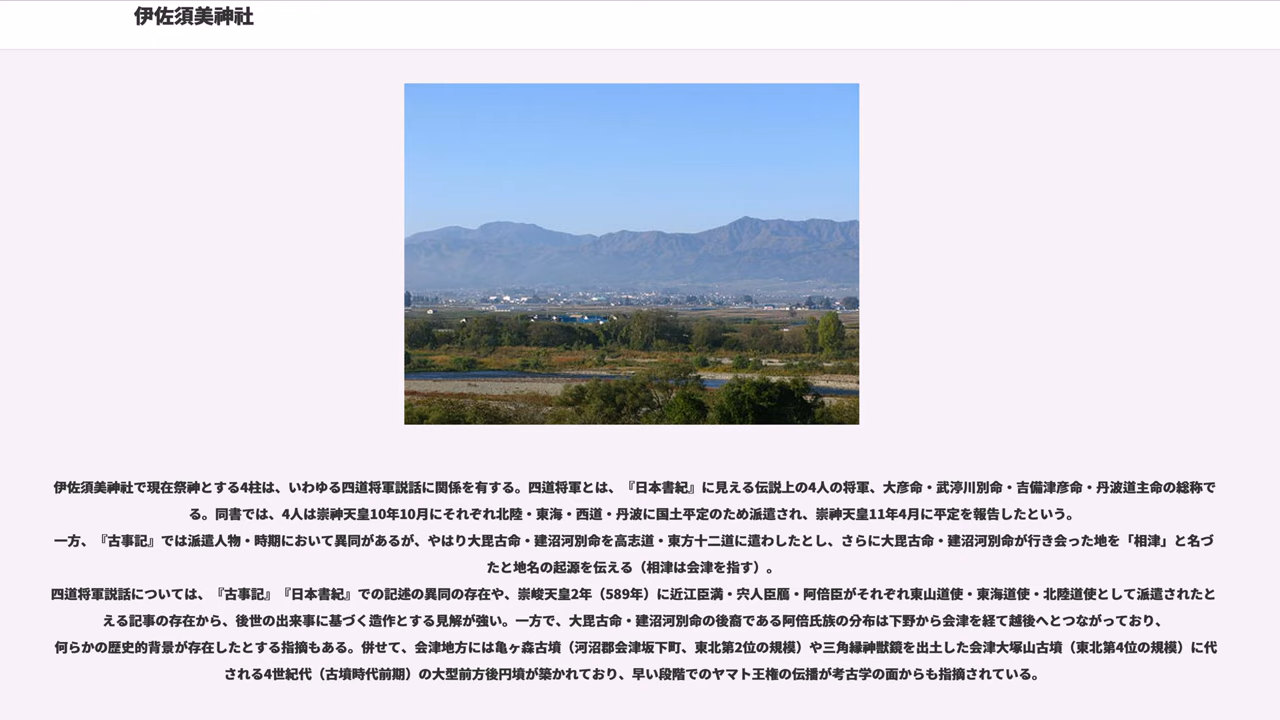 伊佐須美神社
伊佐須美神社で現在祭神とする4柱は、いわゆる四道将軍説話に関係を有する。四道将軍とは、『日本書紀』に見える伝説上の4人の将軍、大彦命・武渟川別命・吉備津彦命・丹波道主命の総称で
る。同書では、4人は崇神天皇10年10月にそれぞれ北陸・東海・西道・丹波に国土平定のため派遣され、崇神天皇11年4月に平定を報告したという。
一方、『古事記』では派遣人物・時期において異同があるが、やはり大毘古命・建沼河別命を高志道・東方十二道に遣わしたとし、さらに大毘古命・建沼河別命が行き会った地を「相津」と名づ
たと地名の起源を伝える（相津は会津を指す）。
四道将軍説話については、『古事記』『日本書紀』での記述の異同の存在や、崇峻天皇2年（589年）に近江臣満・宍人臣鴈・阿倍臣がそれぞれ東山道使・東海道使・北陸道使として派遣されたと
える記事の存在から、後世の出来事に基づく造作とする見解が強い。一方で、大毘古命・建沼河別命の後裔である阿倍氏族の分布は下野から会津を経て越後へとつながっており、
何らかの歴史的背景が存在したとする指摘もある。併せて、会津地方には亀ヶ森古墳（河沼郡会津坂下町、東北第2位の規模）や三角縁神獣鏡を出土した会津大塚山古墳（東北第4位の規模）に代
される4世紀代（古墳時代前期）の大型前方後円墳が築かれており、早い段階でのヤマト王権の伝播が考古学の面からも指摘されている。